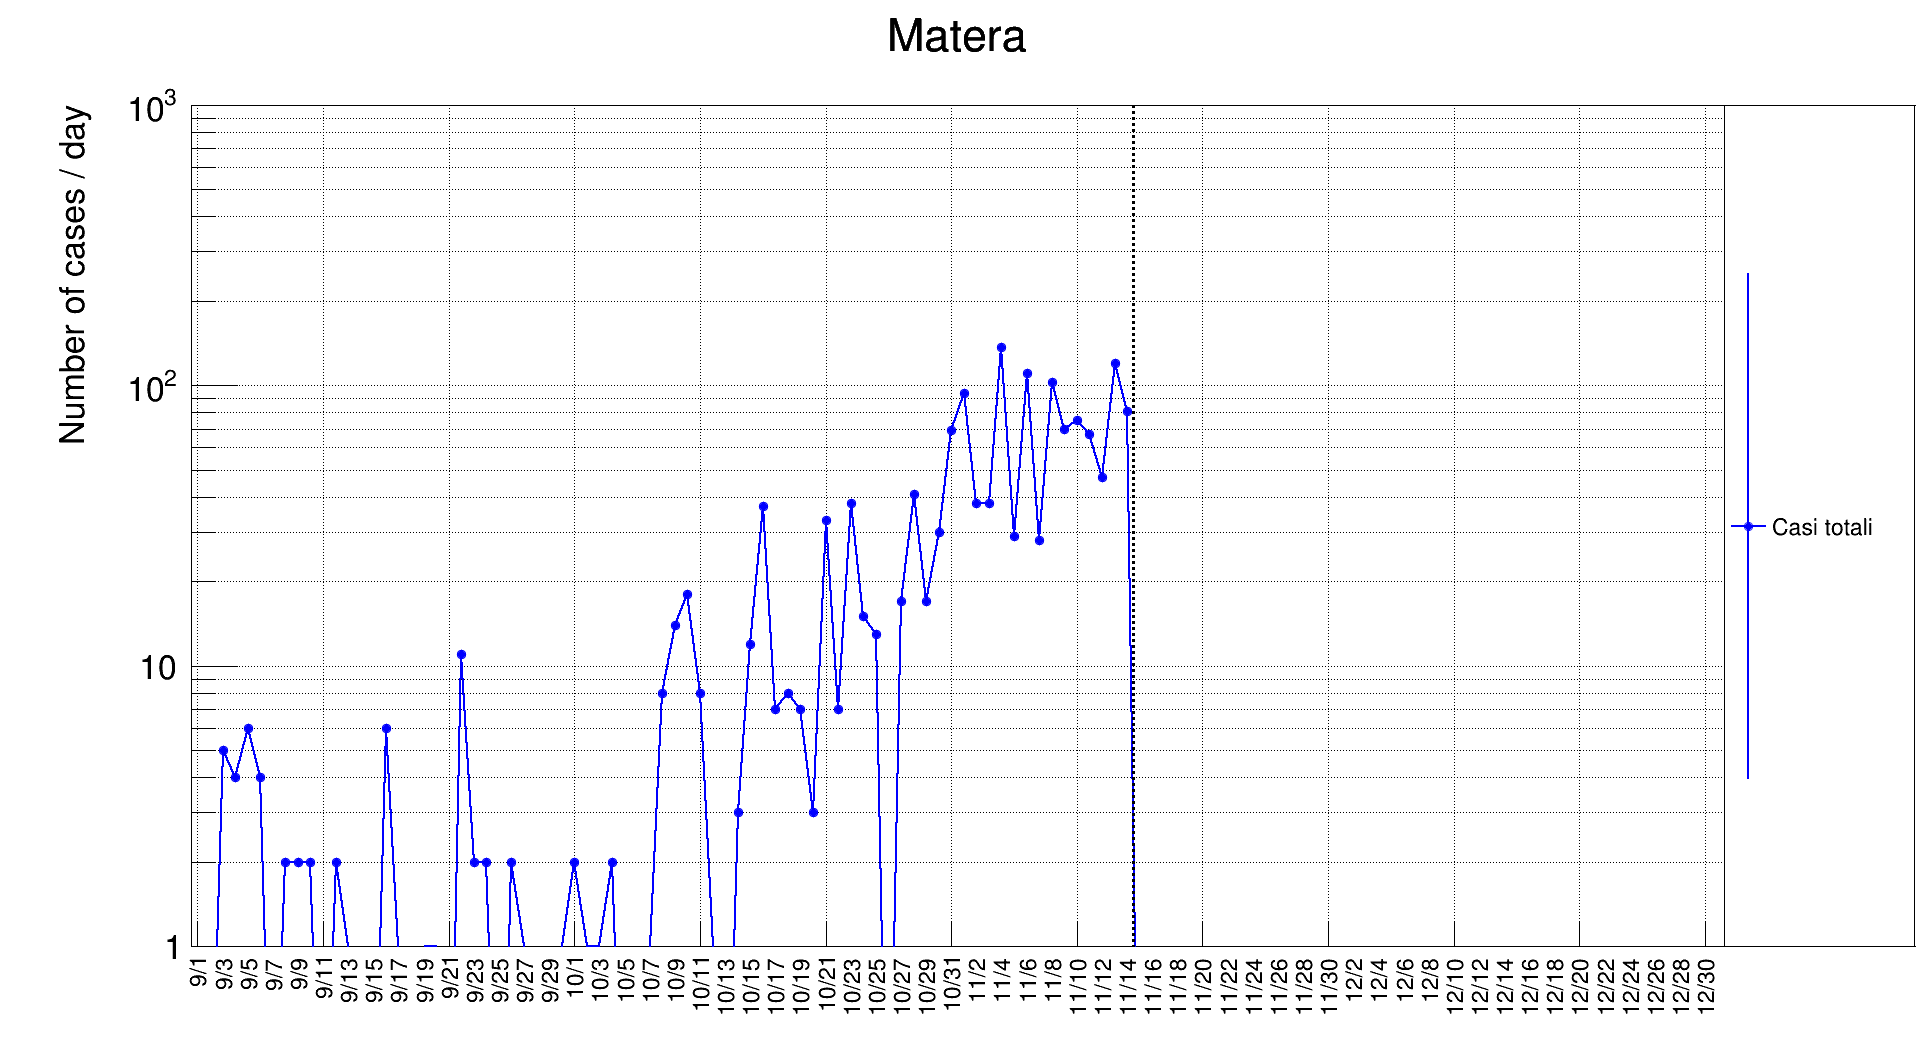 Matera
Number of cases / day
10³
10²
10
1
9/1 9/3 9/5 9/7 9/9 9/11 9/13 9/15 9/17 9/19 9/21 9/23 9/25 9/27 9/29 10/1 10/3 10/5 10/7 10/9 10/11 10/13 10/15 10/17 10/19 10/21 10/23 10/25 10/27 10/29 10/31 11/2 11/4 11/6 11/8 11/10 11/12 11/14 11/16 11/18 11/20 11/22 11/24 11/26 11/28 11/30 12/2 12/4 12/6 12/8 12/10 12/12 12/14 12/16 12/18 12/20 12/22 12/24 12/26 12/28 12/30
Casi totali